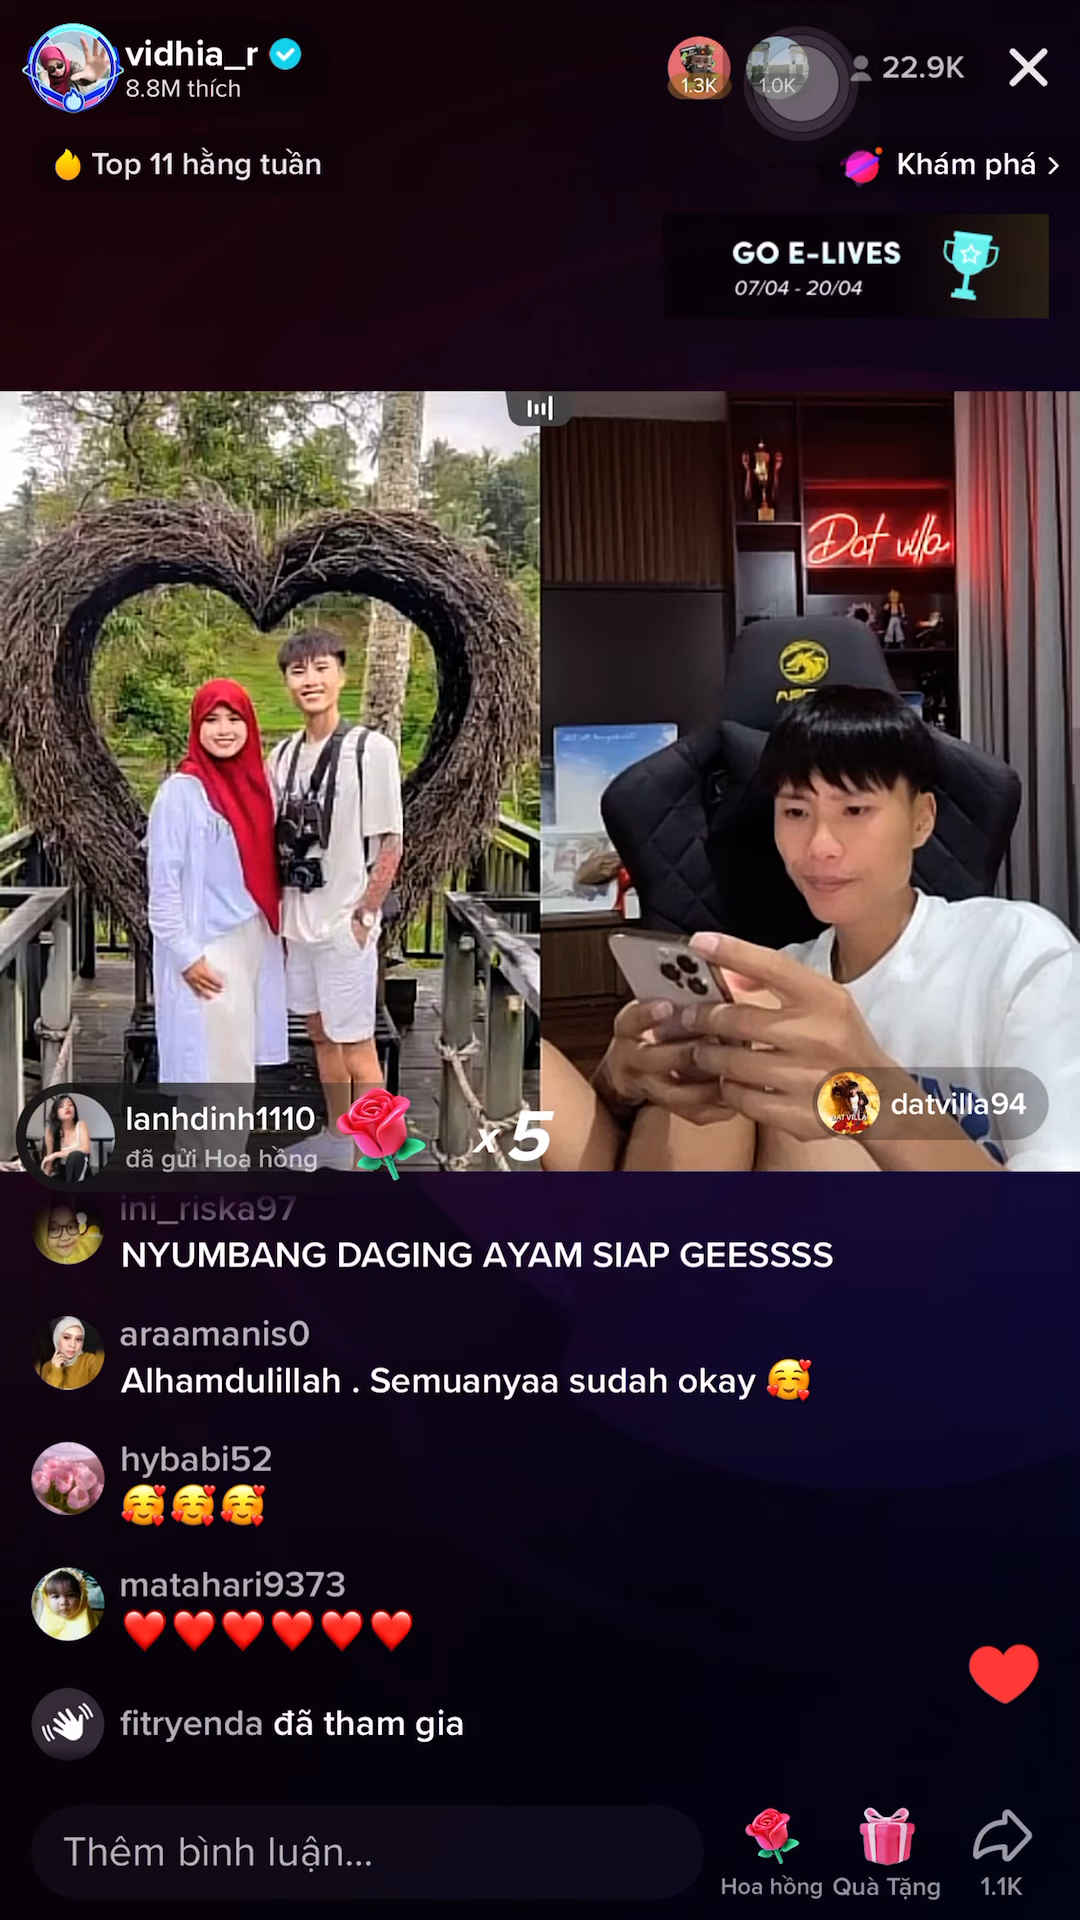 vidhia_r
8.8M thích
1.3K
1.0K
22.9K
Top 11 hằng tuần
Khám phá
GO E-LIVES
07/04 - 20/04
Dat villa
lanhdinh1110
đã gửi Hoa hồng
x 5
datvilla94
ini_riska97
NYUMBANG DAGING AYAM SIAP GEESSSS
araamanis0
Alhamdulillah . Semuanyaa sudah okay 🥰
hybabi52
🥰🥰🥰
matahari9373
❤️❤️❤️❤️❤️❤️
fitryenda đã tham gia
Thêm bình luận...
Hoa hồng
Quà Tặng
1.1K